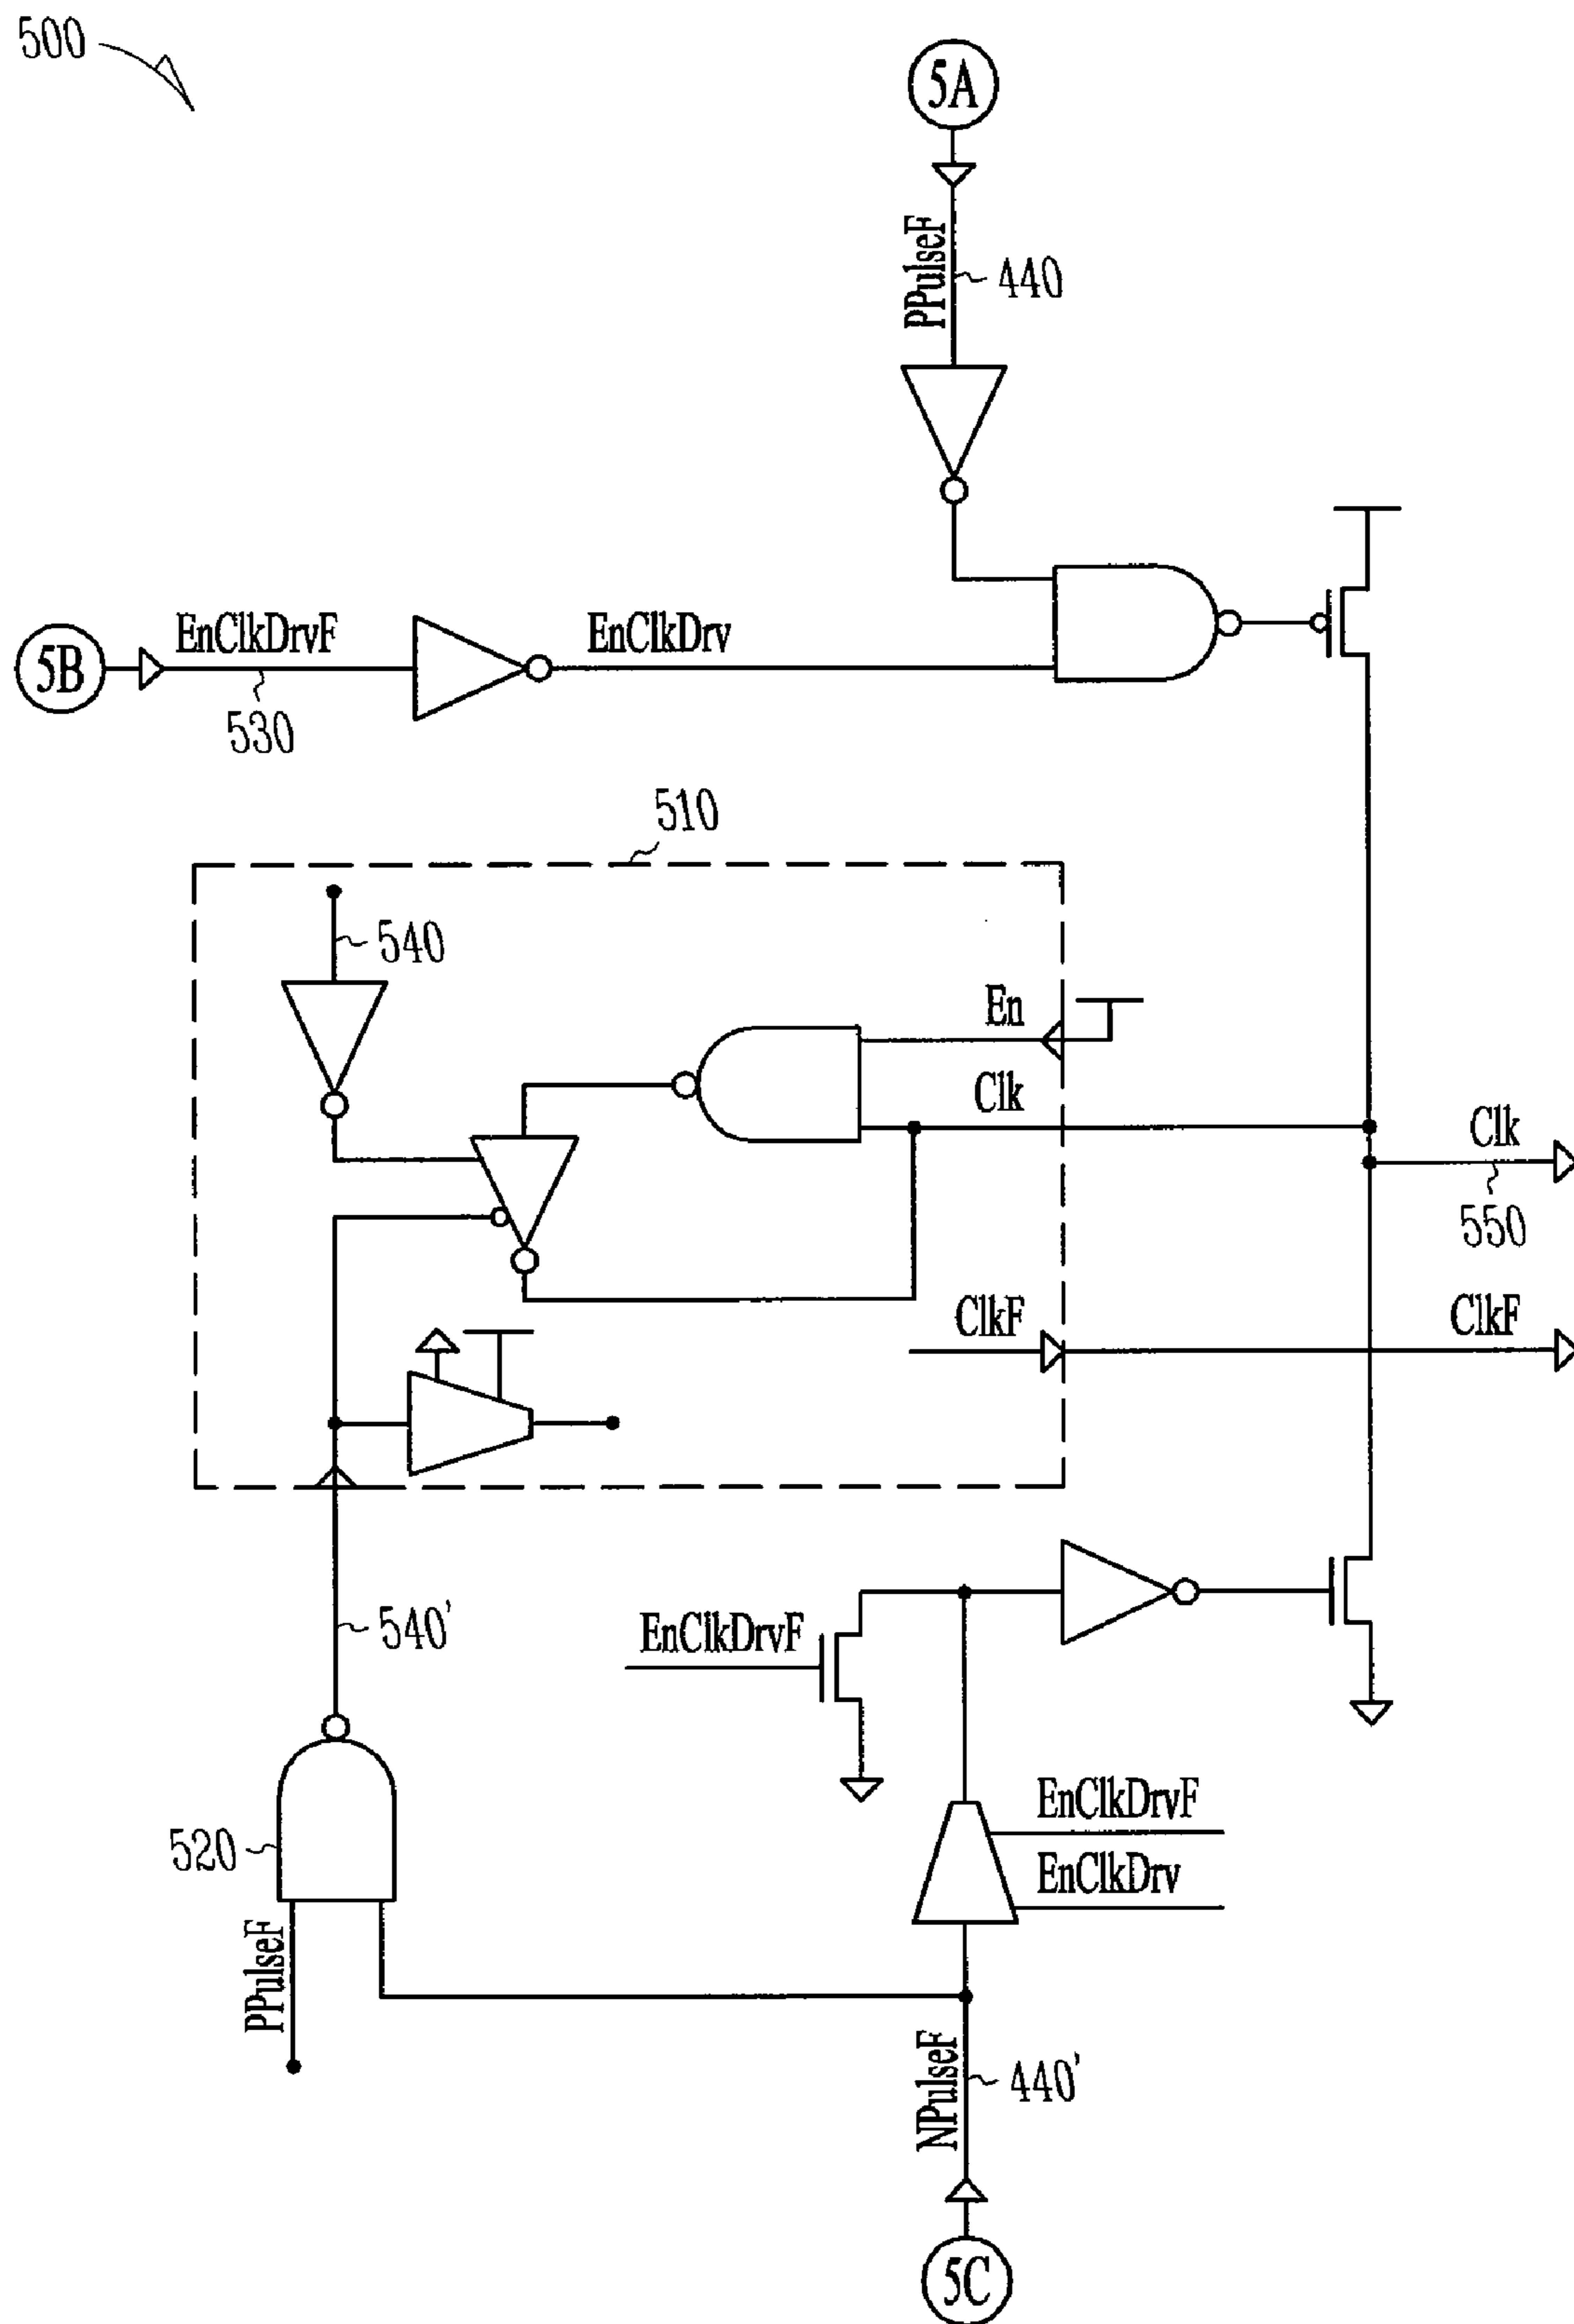 500
5A
PPulseF
440
5B
EnClkDrvF
EnClkDrv
530
510
540
En
Clk
Clk
550
ClkF
ClkF
540'
EnClkDrvF
520
EnClkDrvF
EnClkDrv
PPulseF
NPulseF
440'
5C